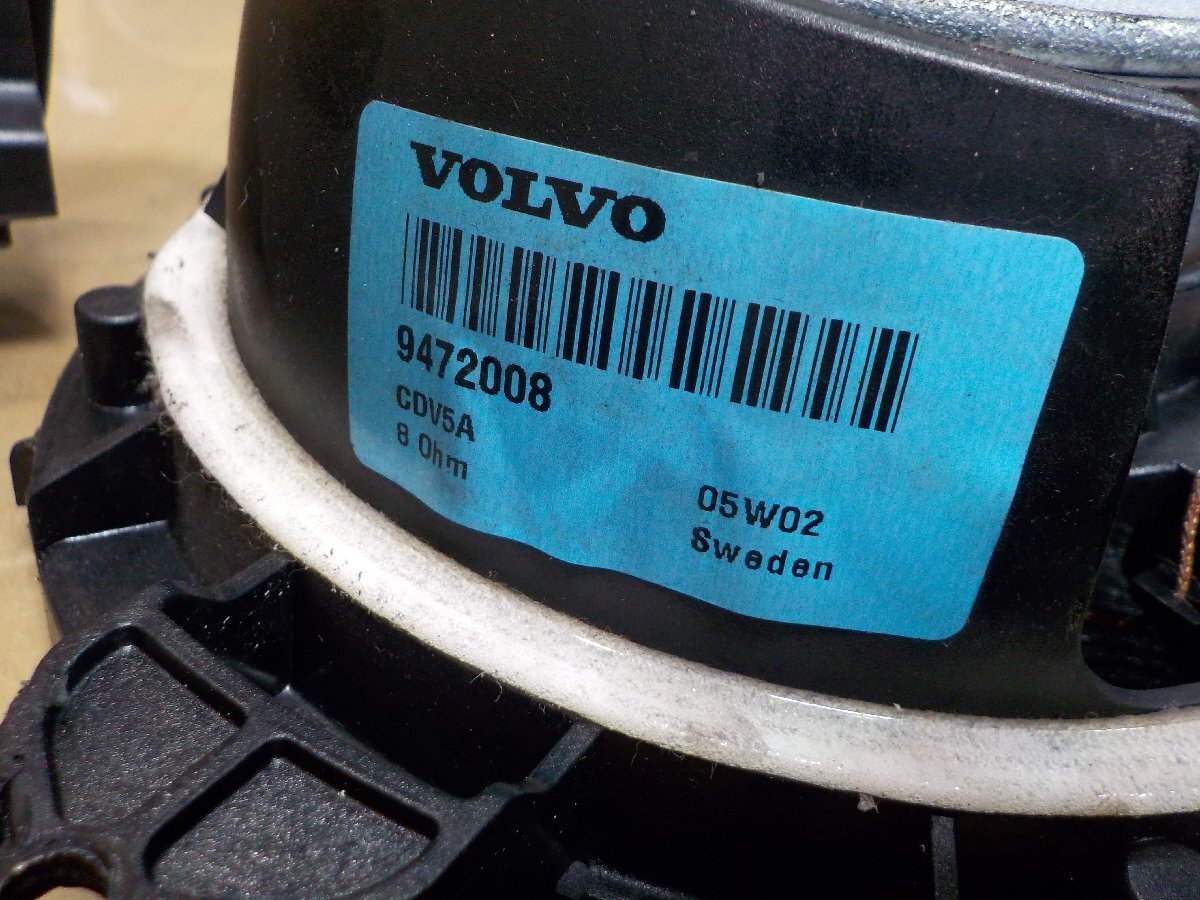 VOLVO
9472008
CDV5A
8 Ohm
05W02
Sweden